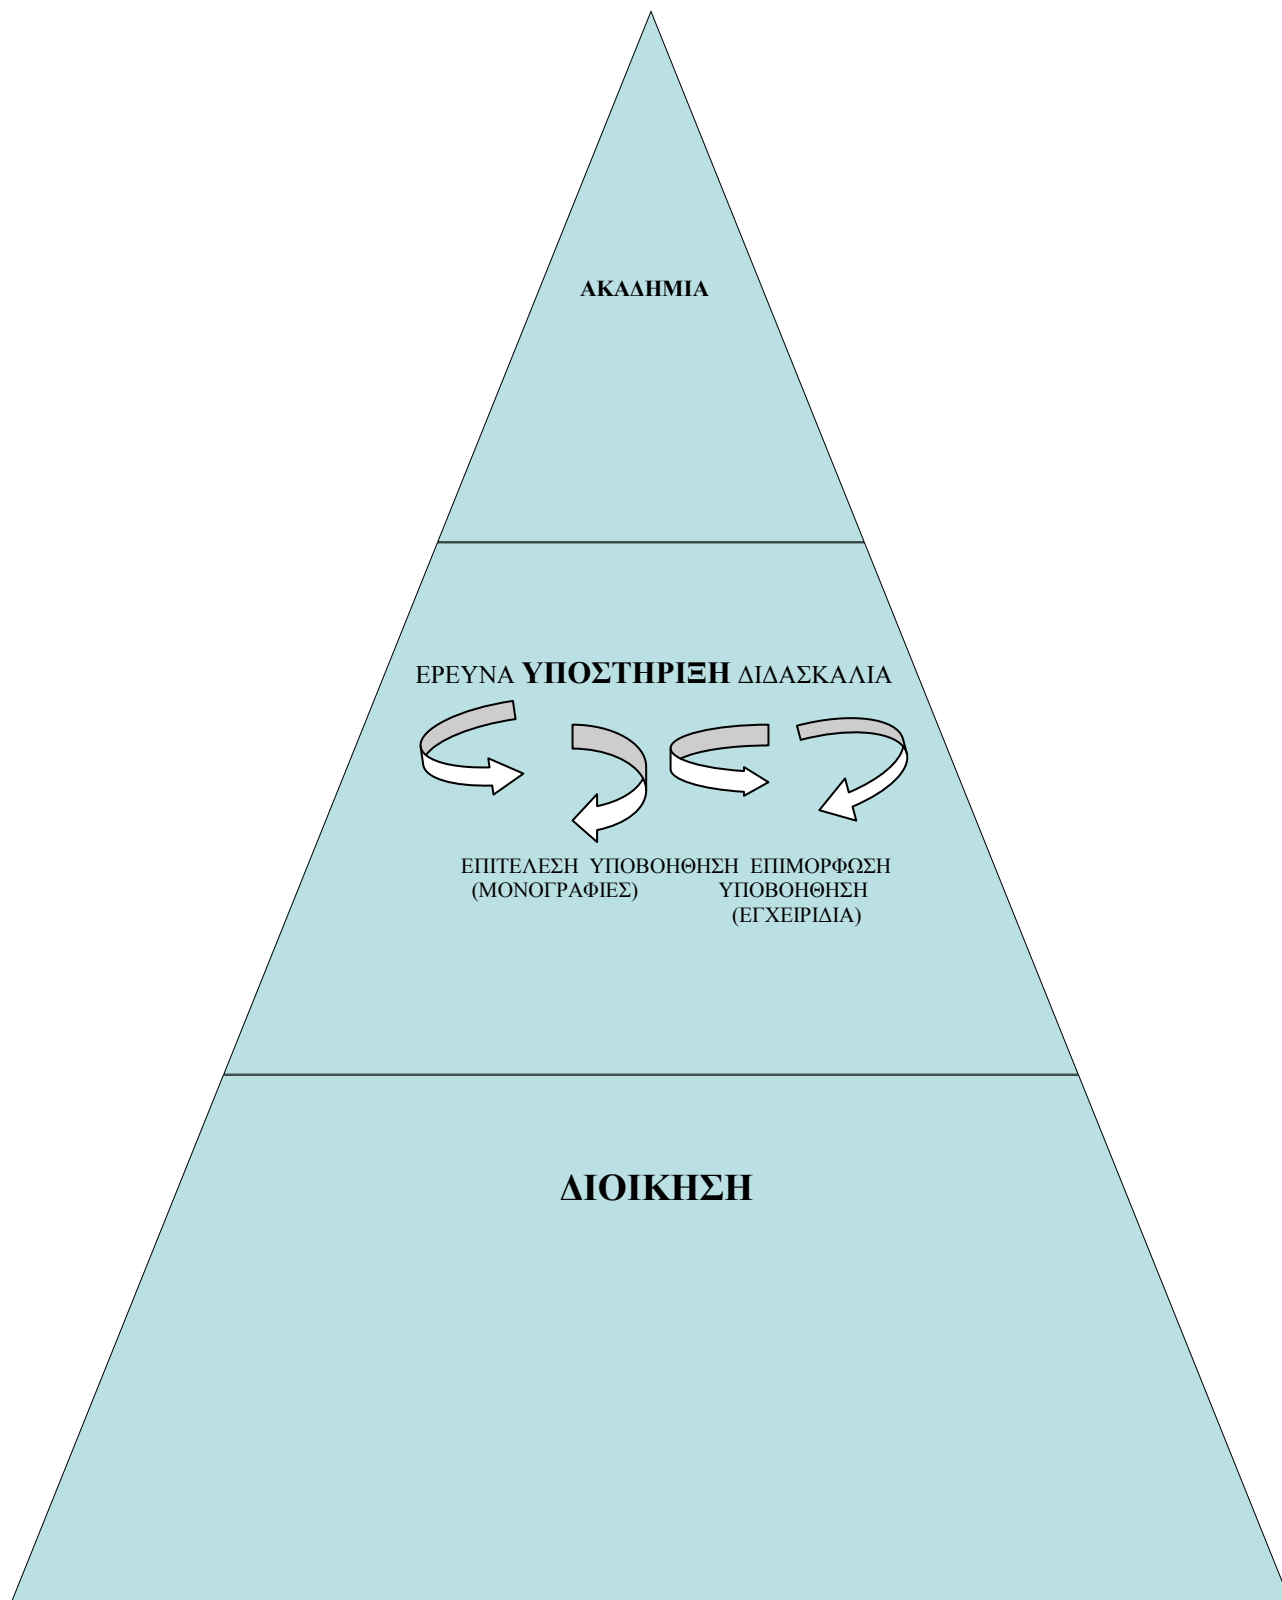 ΑΚΑΔΗΜΙΑ
ΕΡΕΥΝΑ ΥΠΟΣΤΗΡΙΞΗ ΔΙΔΑΣΚΑΛΙΑ
ΕΠΙΤΕΛΕΣΗ ΥΠΟΒΟΗΘΗΣΗ ΕΠΙΜΟΡΦΩΣΗ
(ΜΟΝΟΓΡΑΦΙΕΣ) ΥΠΟΒΟΗΘΗΣΗ
(ΕΓΧΕΙΡΙΔΙΑ)
ΔΙΟΙΚΗΣΗ